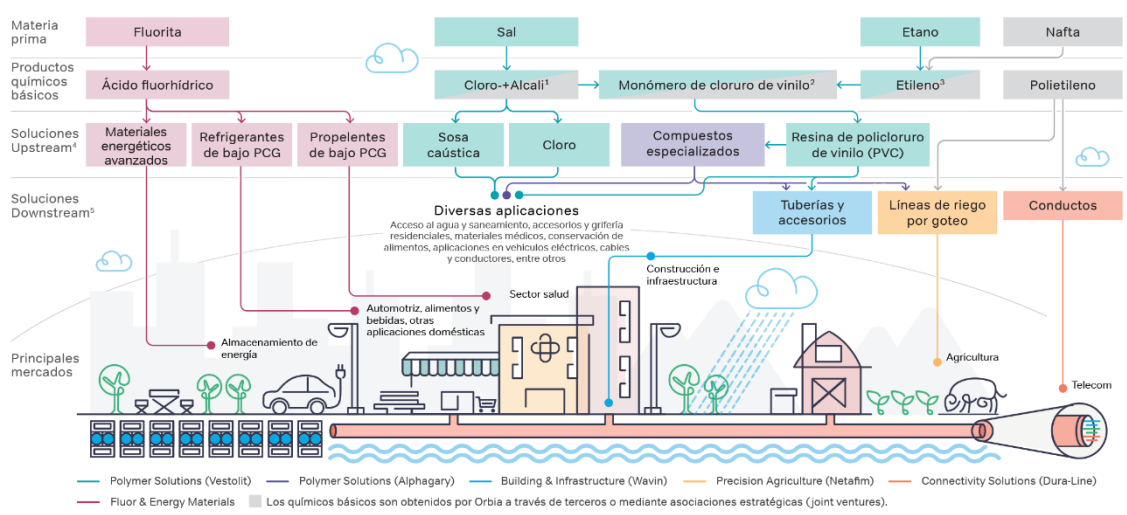 Materia
prima
Fluorita
Sal
Etano
Nafta
Productos
químicos
básicos
Ácido fluorhídrico
Cloro-+Alcali¹
Monómero de cloruro de vinilo²
Etileno³
Polietileno
Soluciones
Upstream⁴
Materiales
energéticos
avanzados
Refrigerantes
de bajo PCG
Propelentes
de bajo PCG
Sosa
caústica
Cloro
Compuestos
especializados
Resina de policloruro
de vinilo (PVC)
Soluciones
Downstream⁵
Diversas aplicaciones
Acceso al agua y saneamiento, accesorios y grifería
residenciales, materiales médicos, conservación de
alimentos, aplicaciones en vehículos eléctricos, cables
y conductores, entre otros
Tuberías y
accesorios
Líneas de riego
por goteo
Conductos
Construcción e
infraestructura
Sector salud
Automotriz, alimentos y
bebidas, otras
aplicaciones domésticas
Almacenamiento de
energía
Principales
mercados
Agricultura
Telecom
Polymer Solutions (Vestolit)
Polymer Solutions (Alphagary)
Building & Infrastructure (Wavin)
Precision Agriculture (Netafim)
Connectivity Solutions (Dura-Line)
Fluor & Energy Materials
Los químicos básicos son obtenidos por Orbia a través de terceros o mediante asociaciones estratégicas (joint ventures).